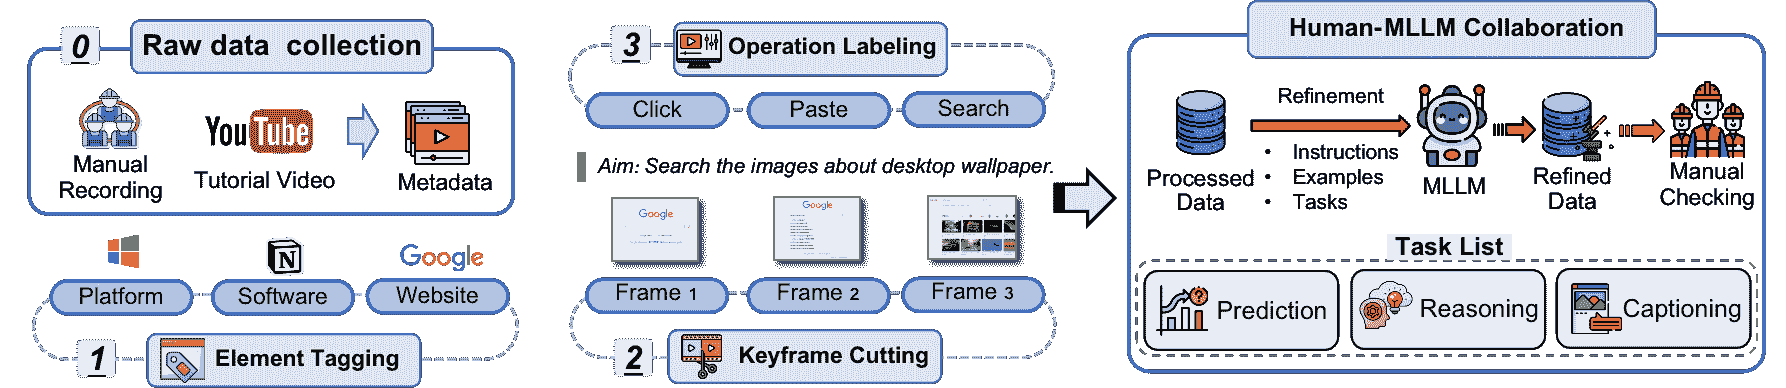 0
Raw data collection
Manual
Recording
YouTube
Tutorial Video
Metadata
N
Google
Platform
Software
Website
1
Element Tagging
3
Operation Labeling
Click
Paste
Search
Aim: Search the images about desktop wallpaper.
Google
Google
Frame 1
Frame 2
Frame 3
2
Keyframe Cutting
Human-MLLM Collaboration
Refinement
• Instructions
• Examples
• Tasks
Processed
Data
MLLM
Refined
Data
Manual
Checking
Task List
?
Prediction
Reasoning
Captioning